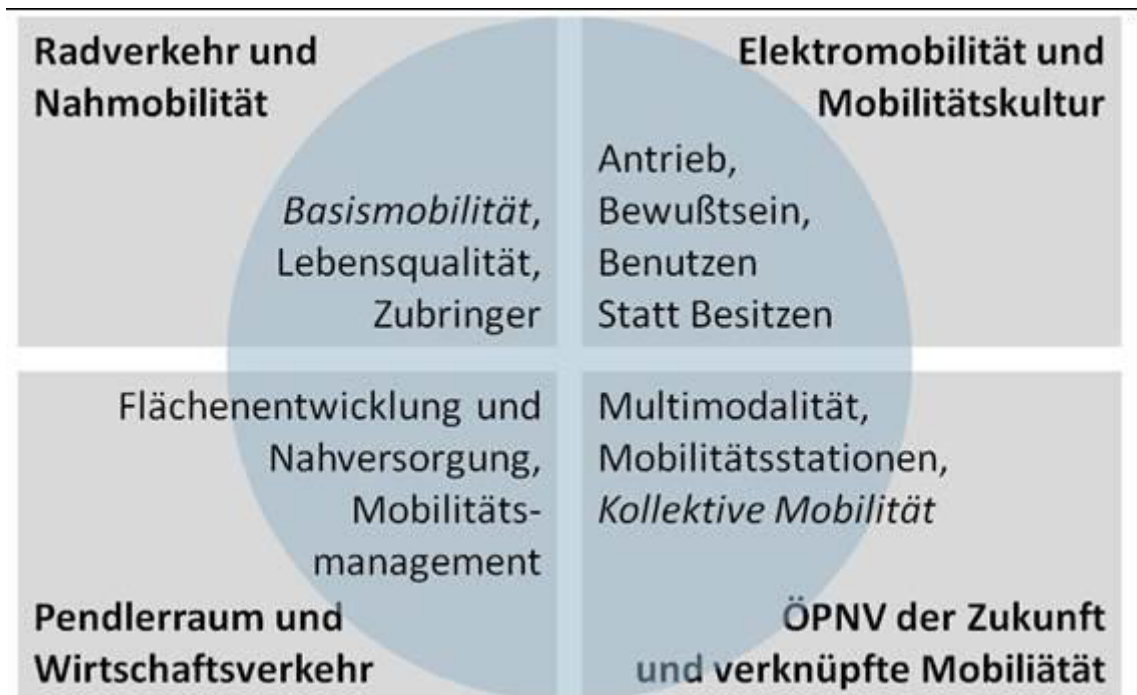 Radverkehr und
Nahmobilität
Basismobilität,
Lebensqualität,
Zubringer
Elektromobilität und
Mobilitätskultur
Antrieb,
Bewußtsein,
Benutzen
Statt Besitzen
Flächenentwicklung und
Nahversorgung,
Mobilitäts-
management
Pendlerraum und
Wirtschaftsverkehr
Multimodalität,
Mobilitätsstationen,
Kollektive Mobilität
ÖPNV der Zukunft
und verknüpfte Mobiliätät